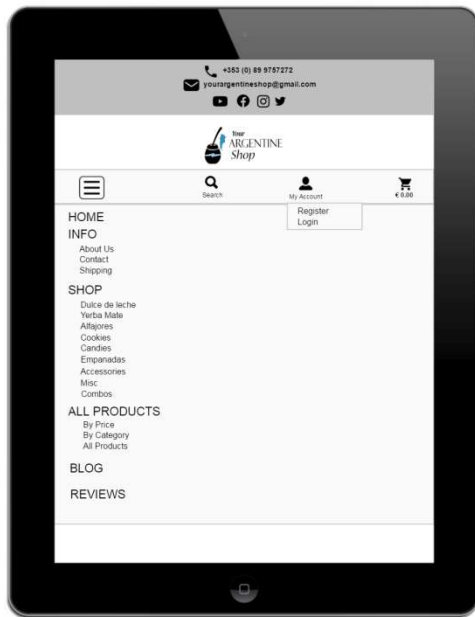 +353 (0) 89 9757272
yourargentineshop@gmail.com
Your
ARGENTINE
Shop
Search
My Account
€ 0.00
Register
Login
HOME
INFO
About Us
Contact
Shipping
SHOP
Dulce de leche
Yerba Mate
Alfajores
Cookies
Candies
Empanadas
Accessories
Misc
Combos
ALL PRODUCTS
By Price
By Category
All Products
BLOG
REVIEWS